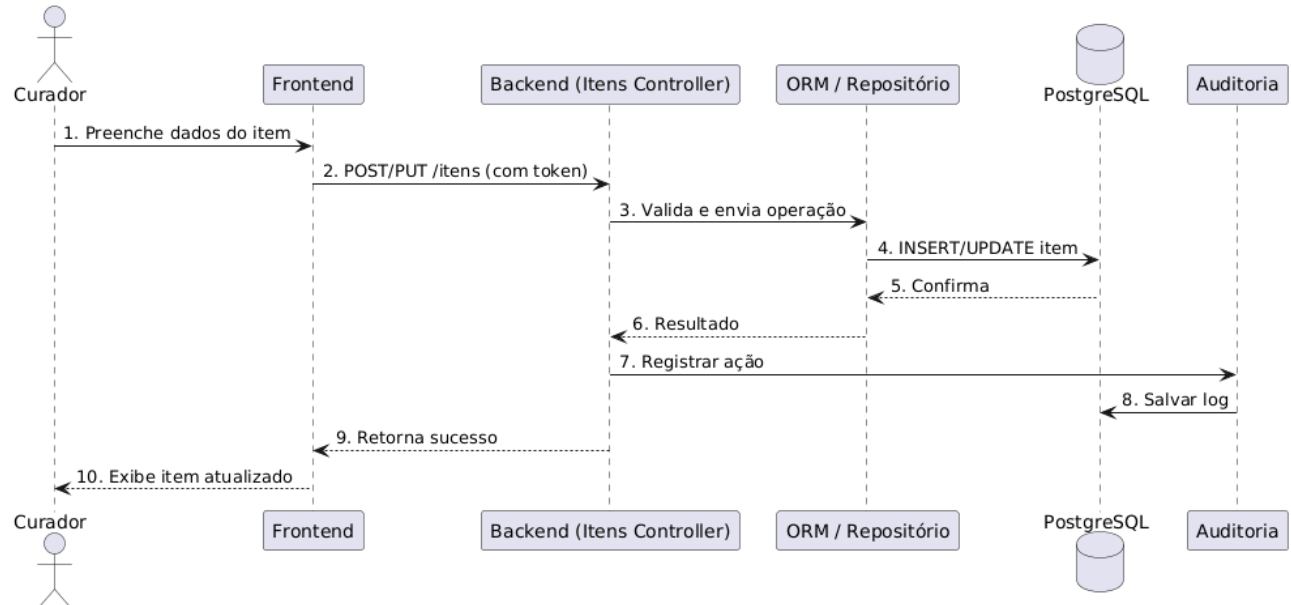 Curador
Frontend
Backend (Itens Controller)
ORM / Repositório
PostgreSQL
Auditoria
1. Preenche dados do item
2. POST/PUT /itens (com token)
3. Valida e envia operação
4. INSERT/UPDATE item
5. Confirma
6. Resultado
7. Registrar ação
8. Salvar log
9. Retorna sucesso
10. Exibe item atualizado
Curador
Frontend
Backend (Itens Controller)
ORM / Repositório
PostgreSQL
Auditoria